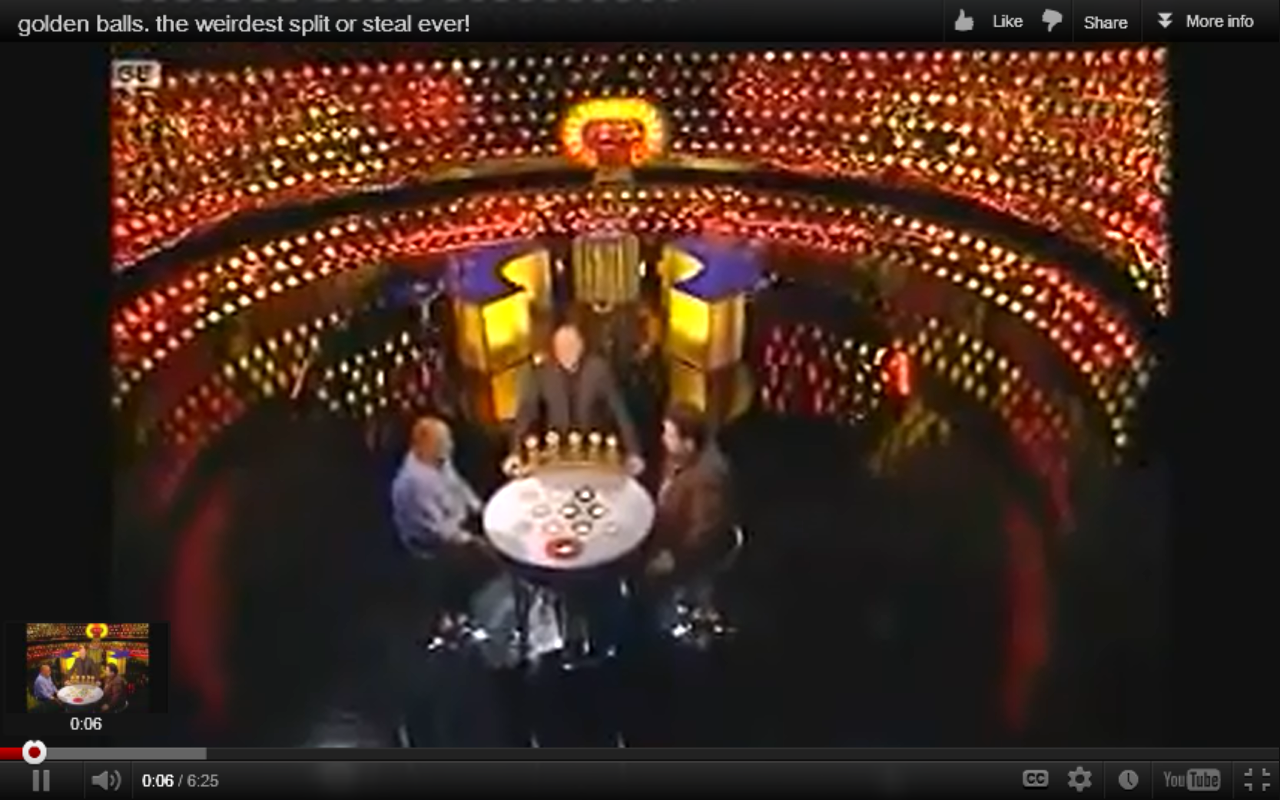 golden balls. the weirdest split or steal ever!
Like
Share
More info
0:06
0:06 / 6:25
CC
YouTube